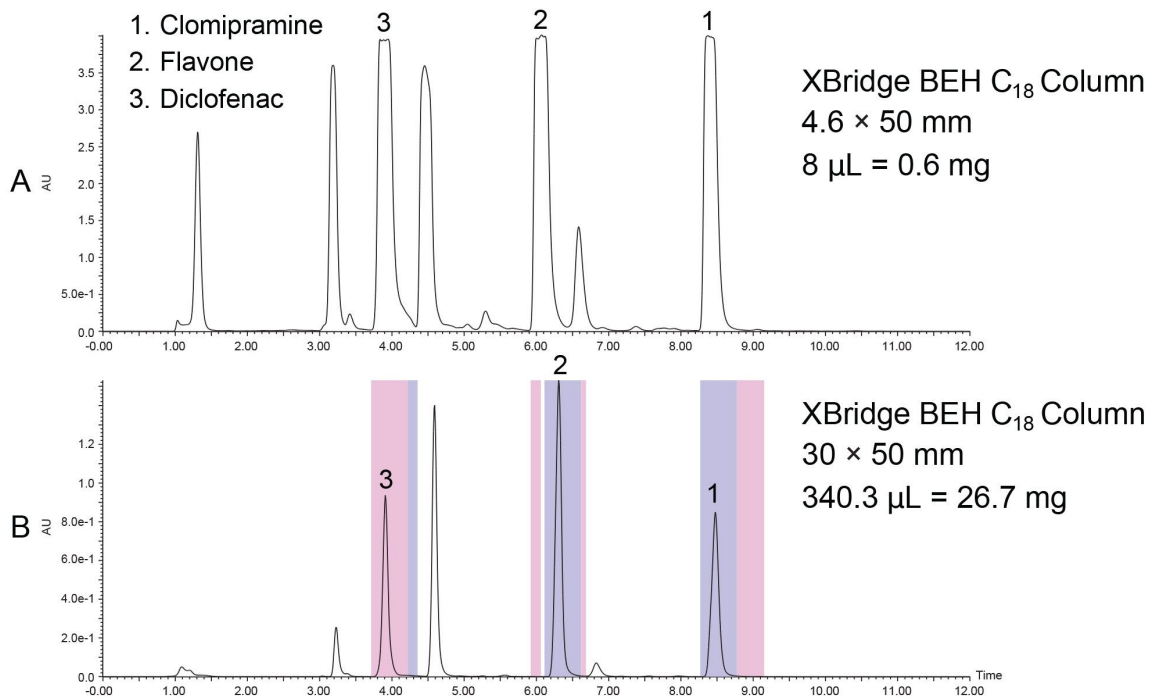 1. Clomipramine
2. Flavone
3. Diclofenac
3
2
1
XBridge BEH C₁₈ Column
4.6 × 50 mm
8 µL = 0.6 mg
A
AU
3.5
3.0
2.5
2.0
1.5
1.0
5.0e-1
0.0
-0.00 1.00 2.00 3.00 4.00 5.00 6.00 7.00 8.00 9.00 10.00 11.00 12.00
2
3
1
XBridge BEH C₁₈ Column
30 × 50 mm
340.3 µL = 26.7 mg
B
AU
1.2
1.0
8.0e-1
6.0e-1
4.0e-1
2.0e-1
0.0
Time
-0.00 1.00 2.00 3.00 4.00 5.00 6.00 7.00 8.00 9.00 10.00 11.00 12.00